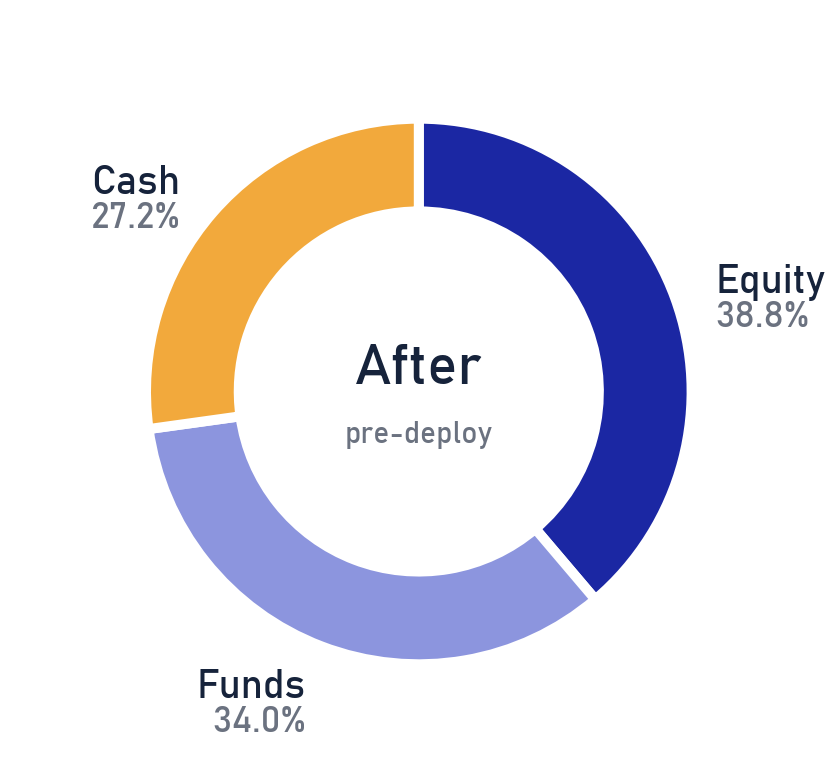 Cash
27.2%
Equity
38.8%
After
pre-deploy
Funds
34.0%